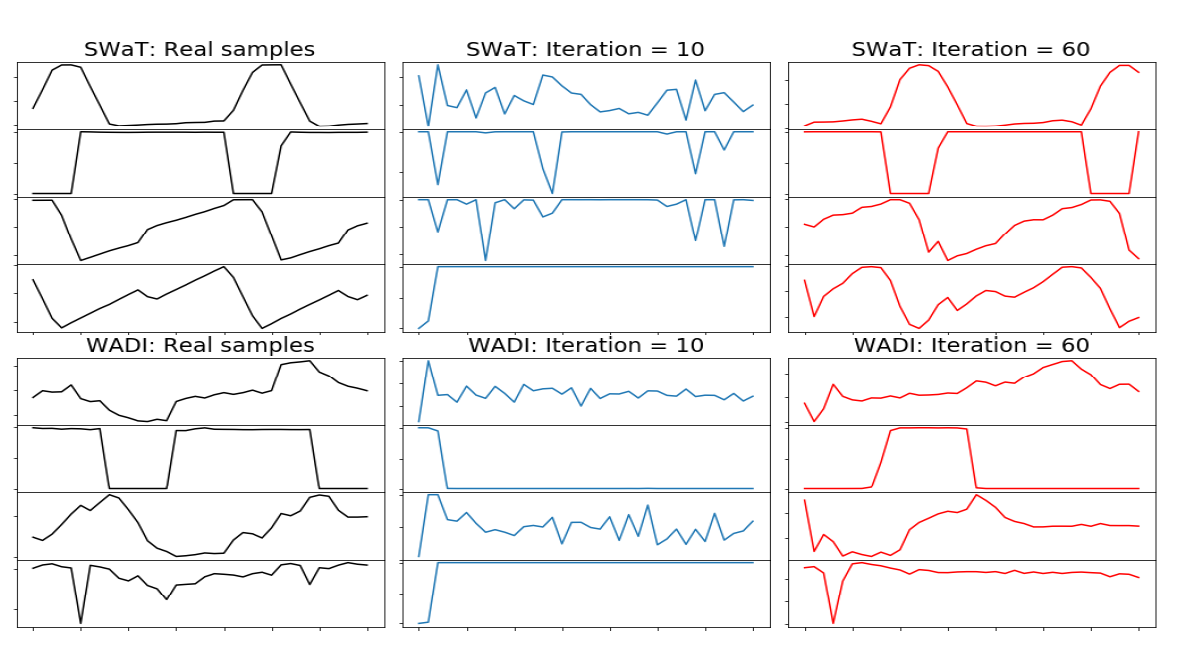 SWaT: Real samples
SWaT: Iteration = 10
SWaT: Iteration = 60
WADI: Real samples
WADI: Iteration = 10
WADI: Iteration = 60